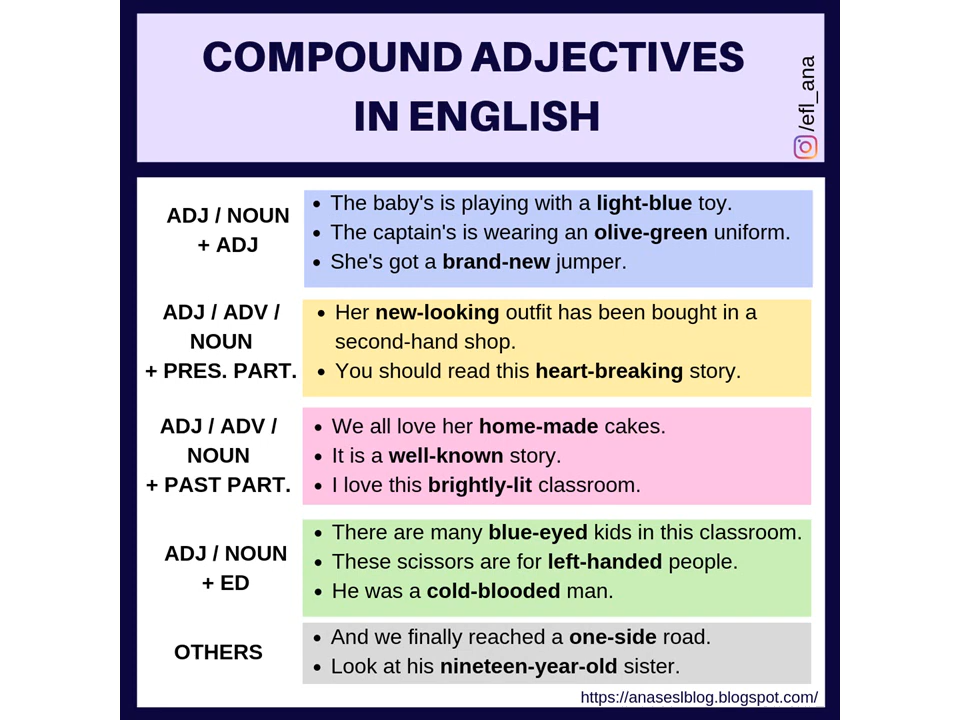 COMPOUND ADJECTIVES
IN ENGLISH
/efl_ana
ADJ / NOUN
+ ADJ
• The baby's is playing with a light-blue toy.
• The captain's is wearing an olive-green uniform.
• She's got a brand-new jumper.
ADJ / ADV /
NOUN
+ PRES. PART.
• Her new-looking outfit has been bought in a
second-hand shop.
• You should read this heart-breaking story.
ADJ / ADV /
NOUN
+ PAST PART.
• We all love her home-made cakes.
• It is a well-known story.
• I love this brightly-lit classroom.
ADJ / NOUN
+ ED
• There are many blue-eyed kids in this classroom.
• These scissors are for left-handed people.
• He was a cold-blooded man.
OTHERS
• And we finally reached a one-side road.
• Look at his nineteen-year-old sister.
https://anaseslblog.blogspot.com/